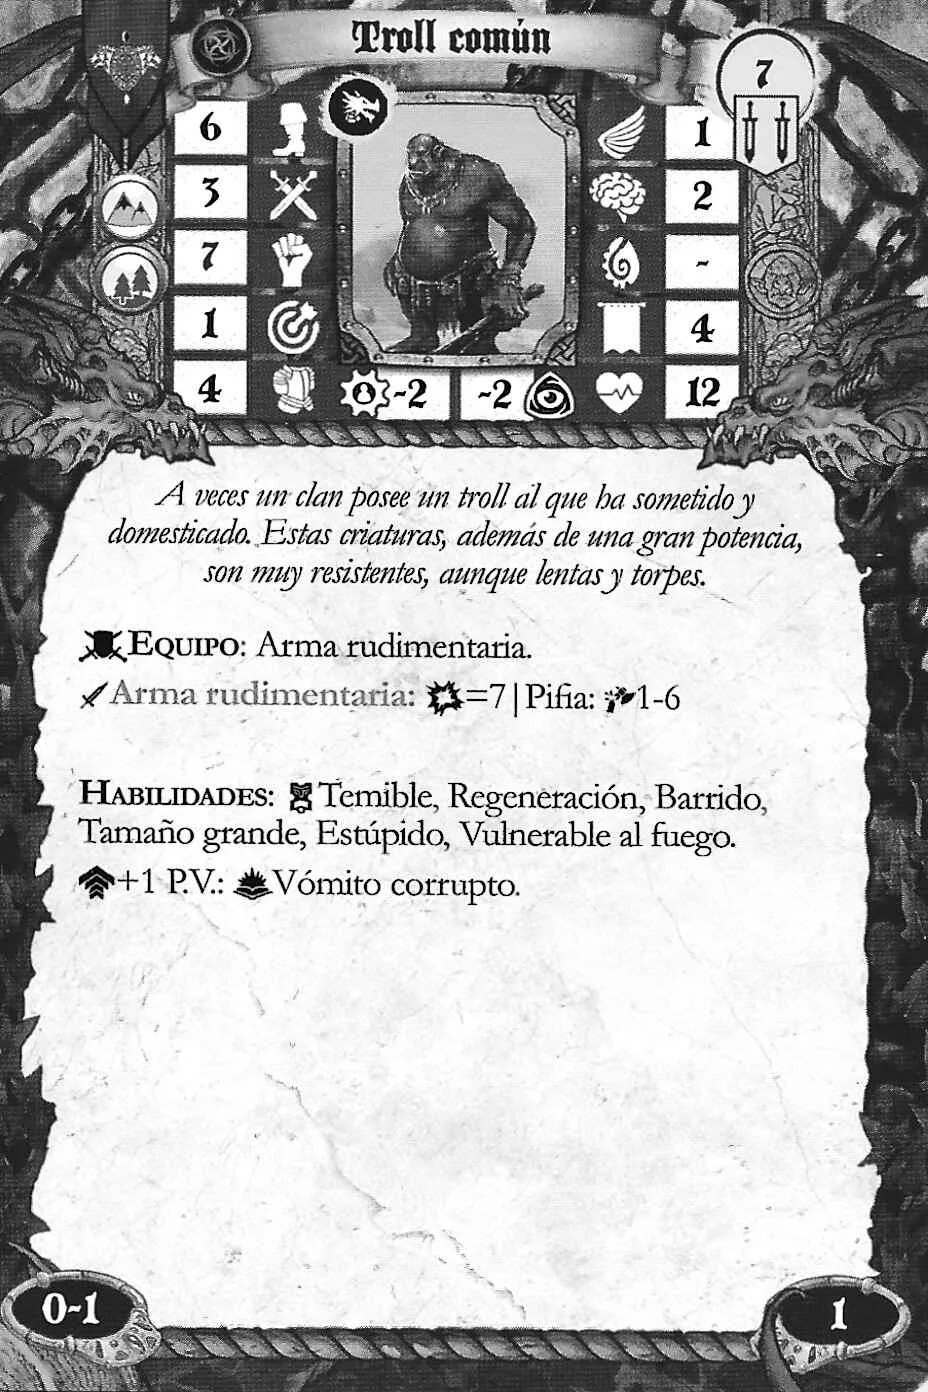 Troll común
7
6
1
3
2
7
-
1
4
4
-2
-2
12
A veces un clan posee un troll al que ha sometido y
domesticado. Estas criaturas, además de una gran potencia,
son muy resistentes, aunque lentas y torpes.
EQUIPO: Arma rudimentaria.
Arma rudimentaria: =7 | Pifia: 1-6
HABILIDADES: Temible, Regeneración, Barrido,
Tamaño grande, Estúpido, Vulnerable al fuego.
+1 P.V.: Vómito corrupto.
0-1
1